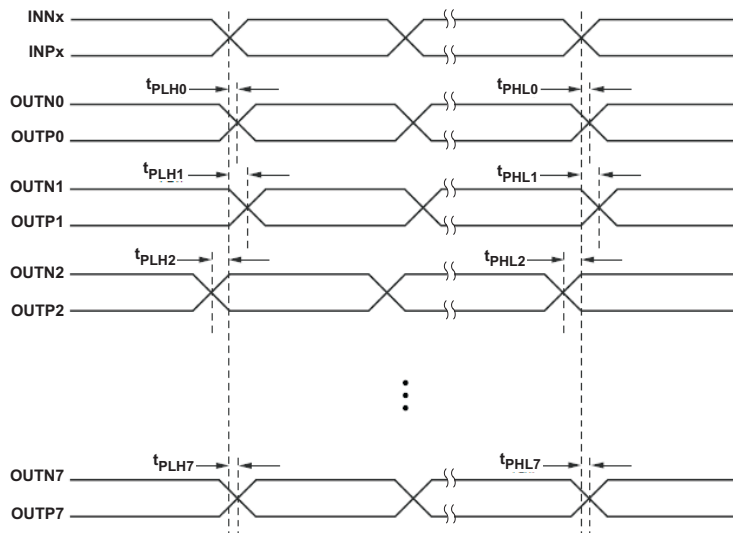 INNx
INPx
tPLH0
tPHL0
OUTN0
OUTP0
tPLH1
tPHL1
OUTN1
OUTP1
tPLH2
tPHL2
OUTN2
OUTP2
tPLH7
tPHL7
OUTN7
OUTP7